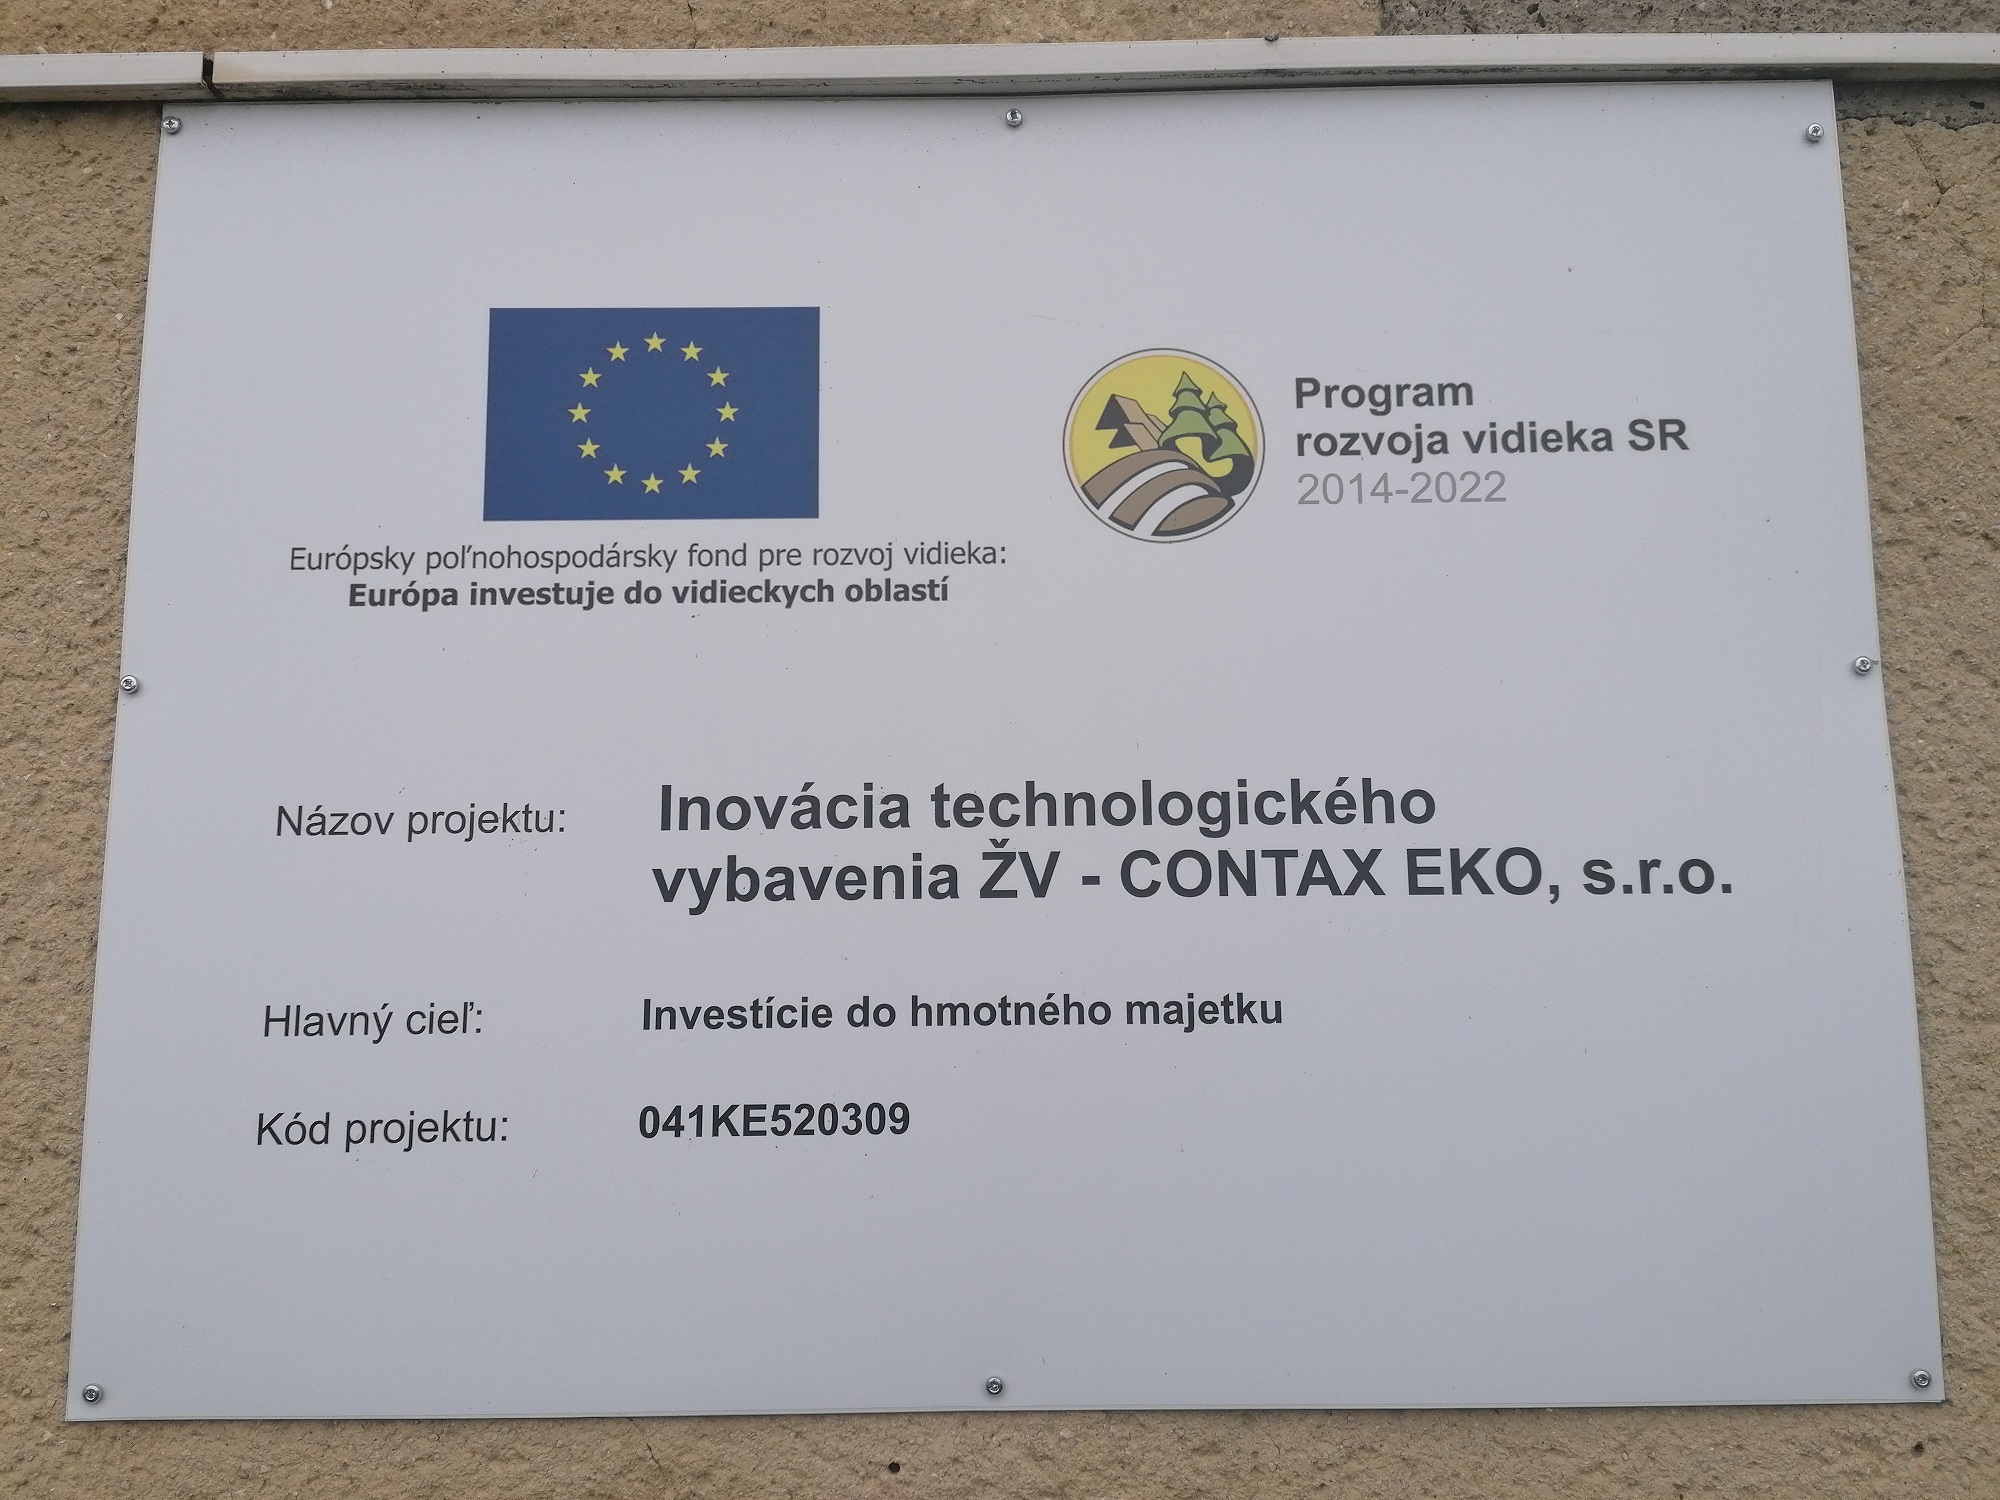 Európsky poľnohospodársky fond pre rozvoj vidieka:
Európa investuje do vidieckych oblastí
Program
rozvoja vidieka SR
2014-2022
Názov projektu: Inovácia technologického
vybavenia ŽV - CONTAX EKO, s.r.o.
Hlavný cieľ: Investície do hmotného majetku
Kód projektu: 041KE520309